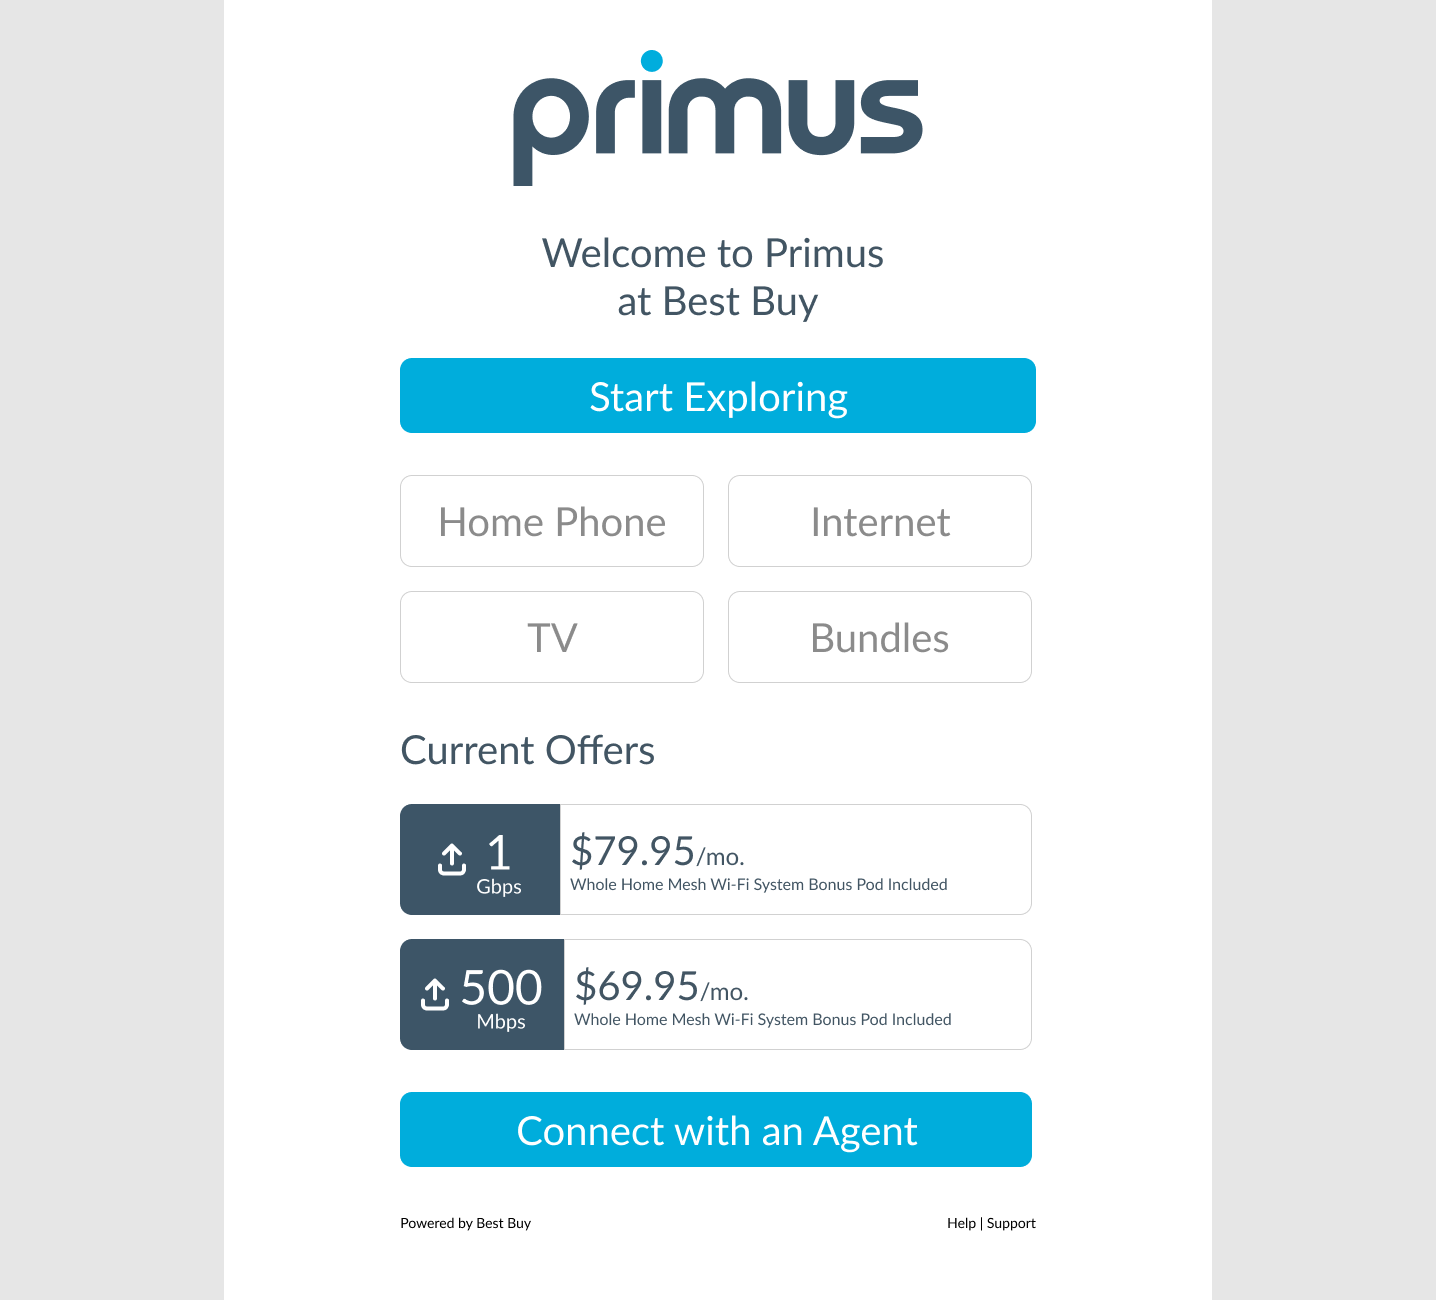 primus
Welcome to Primus
at Best Buy
Start Exploring
Home Phone
Internet
TV
Bundles
Current Offers
1
Gbps
$79.95/mo.
Whole Home Mesh Wi-Fi System Bonus Pod Included
500
Mbps
$69.95/mo.
Whole Home Mesh Wi-Fi System Bonus Pod Included
Connect with an Agent
Powered by Best Buy
Help | Support